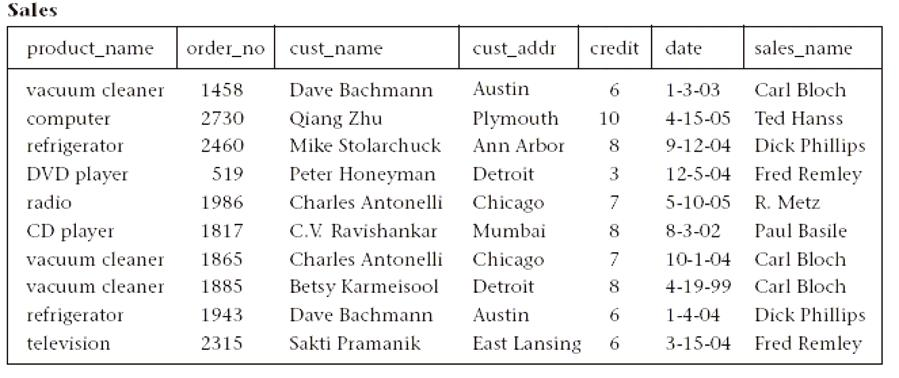 Sales
product_name order_no cust_name cust_addr credit date sales_name
vacuum cleaner 1458 Dave Bachmann Austin 6 1-3-03 Carl Bloch
computer 2730 Qiang Zhu Plymouth 10 4-15-05 Ted Hanss
refrigerator 2460 Mike Stolarchuck Ann Arbor 8 9-12-04 Dick Phillips
DVD player 519 Peter Honeyman Detroit 3 12-5-04 Fred Remley
radio 1986 Charles Antonelli Chicago 7 5-10-05 R. Metz
CD player 1817 C.V. Ravishankar Mumbai 8 8-3-02 Paul Basile
vacuum cleaner 1865 Charles Antonelli Chicago 7 10-1-04 Carl Bloch
vacuum cleaner 1885 Betsy Karmeisool Detroit 8 4-19-99 Carl Bloch
refrigerator 1943 Dave Bachmann Austin 6 1-4-04 Dick Phillips
television 2315 Sakti Pramanik East Lansing 6 3-15-04 Fred Remley